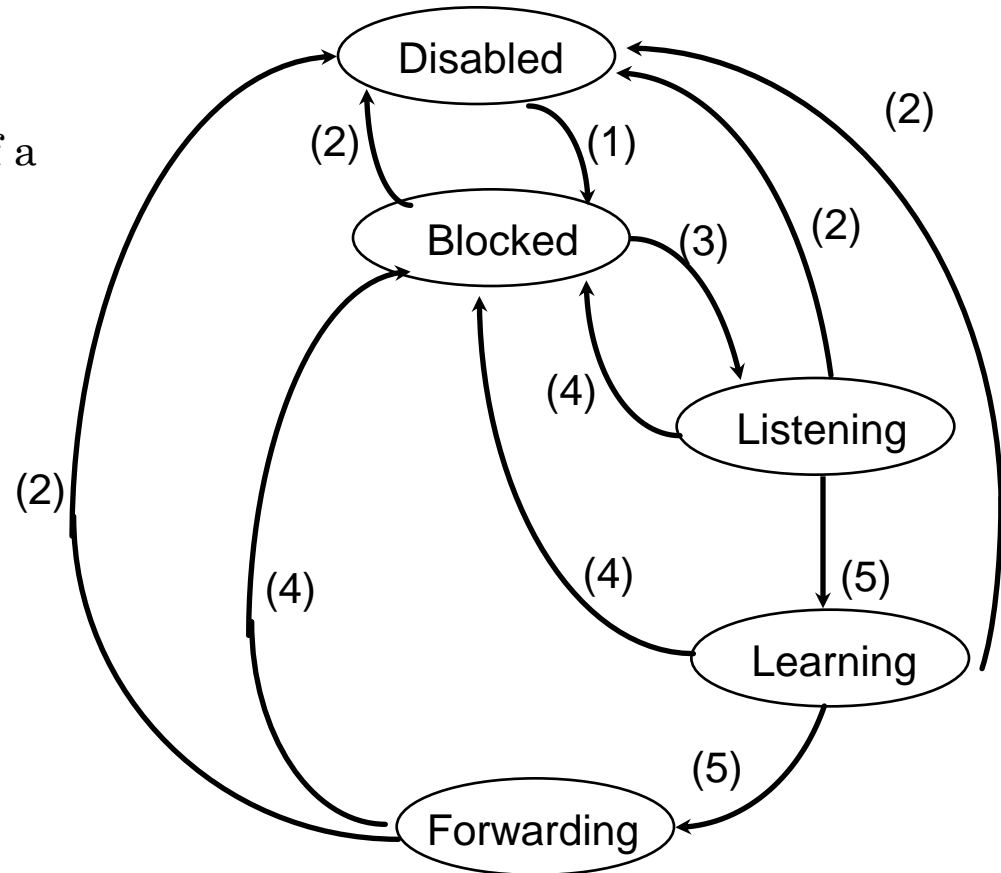 Disabled
(2)
f a
(2)
(1)
(2)
Blocked
(3)
(4)
Listening
(2)
(4)
(4)
(5)
Learning
(5)
Forwarding